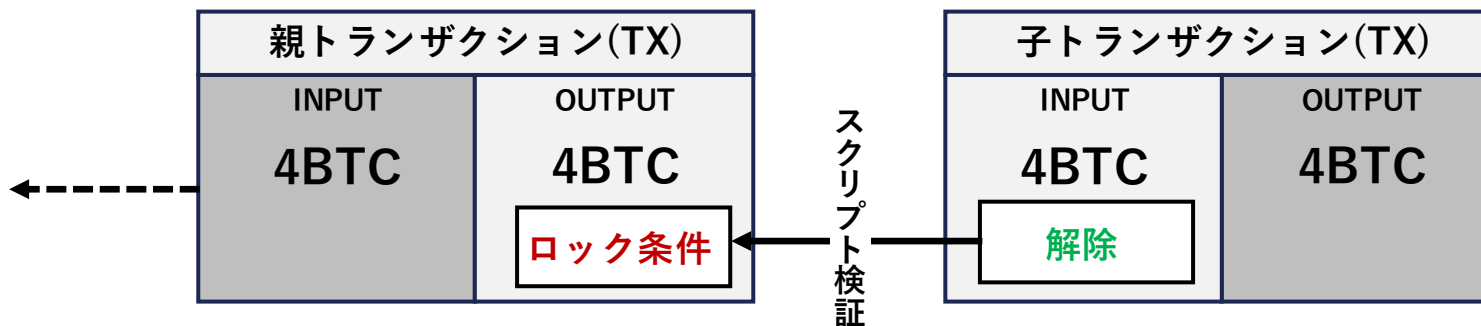 親トランザクション(TX)
INPUT
4BTC
OUTPUT
4BTC
ロック条件
スクリプト検証
子トランザクション(TX)
INPUT
4BTC
解除
OUTPUT
4BTC